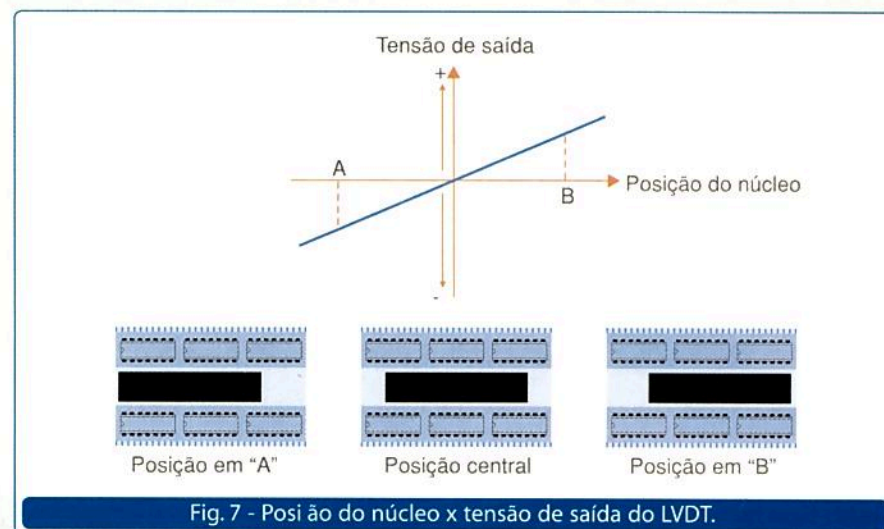 Tensão de saída
+
A
B
Posição do núcleo
-
Posição em "A"
Posição central
Posição em "B"
Fig. 7 - Posi ão do núcleo x tensão de saída do LVDT.